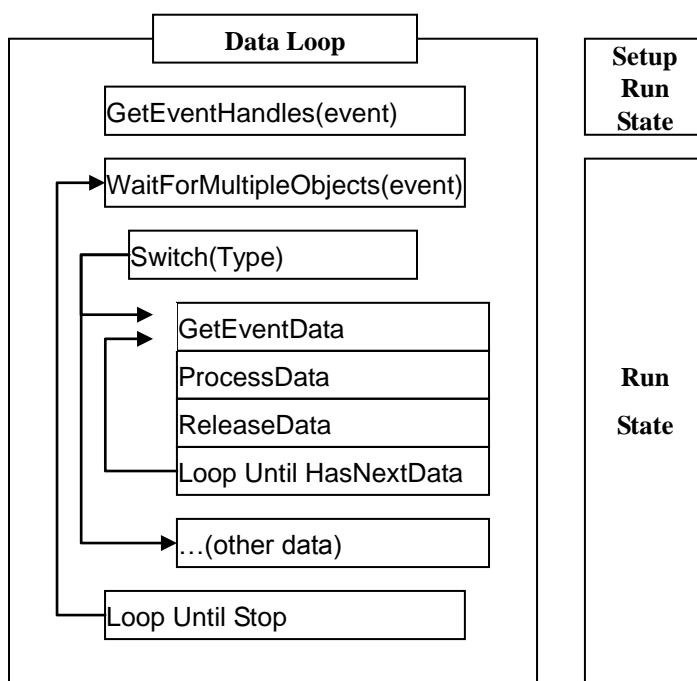 Data Loop
GetEventHandles(event)
WaitForMultipleObjects(event)
Switch(Type)
GetEventData
ProcessData
ReleaseData
Loop Until HasNextData
…(other data)
Loop Until Stop
Setup
Run
State
Run
State